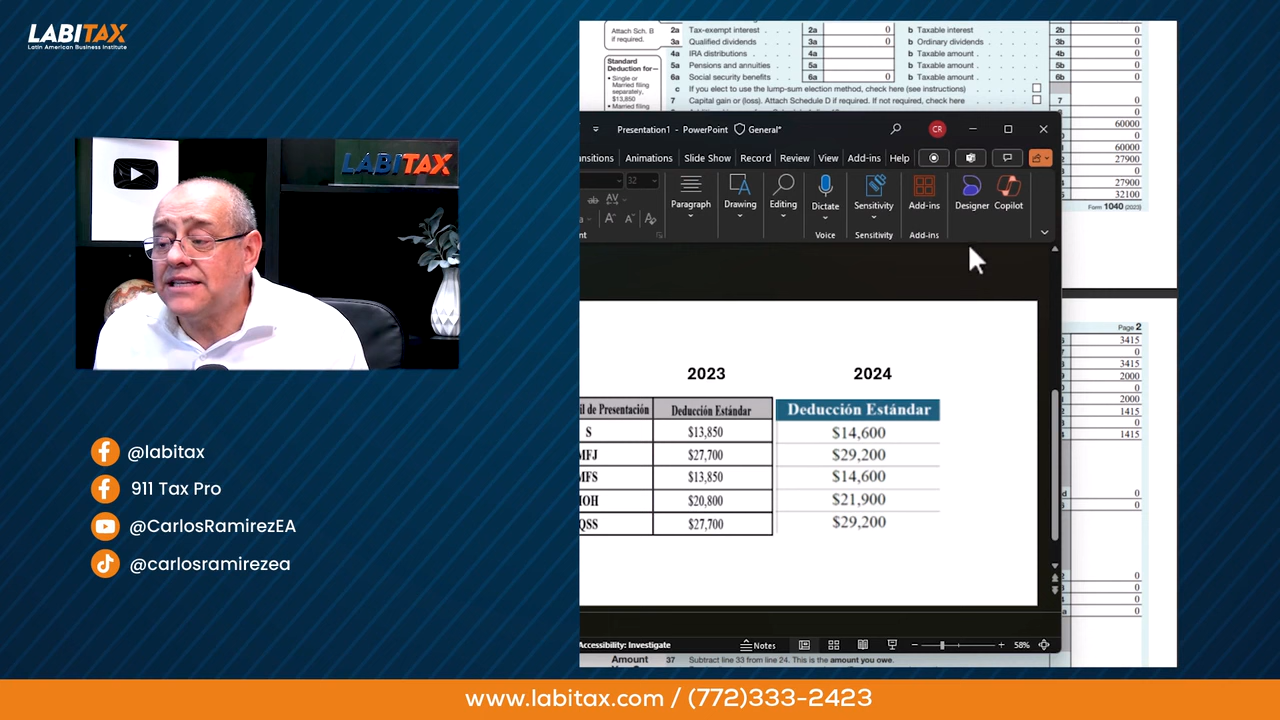 LABITAX
Latin American Business Institute
LABITAX
@labitax
911 Tax Pro
@CarlosRamirezEA
@carlosramirezea
Attach Sch. B
if required.
Standard
Deduction for—
• Single or
Married filing
separately,
$13,850
• Married filing
2a Tax-exempt interest 2a 0 b Taxable interest 2b 0
3a Qualified dividends 3a 0 b Ordinary dividends 3b 0
4a IRA distributions 4a b Taxable amount 4b 0
5a Pensions and annuities 5a b Taxable amount 5b 0
6a Social security benefits 6a 0 b Taxable amount 6b 0
c If you elect to use the lump-sum election method, check here (see instructions)
7 Capital gain or (loss). Attach Schedule D if required. If not required, check here 7 0
0
60000
0
60000
27900
0
27900
32100
Form 1040 (2023)
Presentation1 - PowerPoint General*
CR
nsitions Animations Slide Show Record Review View Add-ins Help
32
Paragraph Drawing Editing Dictate Sensitivity Add-ins Designer Copilot
nt Voice Sensitivity Add-ins
2023 2024
il de Presentación Deducción Estándar Deducción Estándar
S $13,850 $14,600
MFJ $27,700 $29,200
MFS $13,850 $14,600
HOH $20,800 $21,900
QSS $27,700 $29,200
Accessibility: Investigate Notes 58%
Page 2
3415
0
3415
2000
0
2000
1415
0
1415
d 0
0
0
0
0
a 0
Amount 37 Subtract line 33 from line 24. This is the amount you owe.
www.labitax.com / (772)333-2423